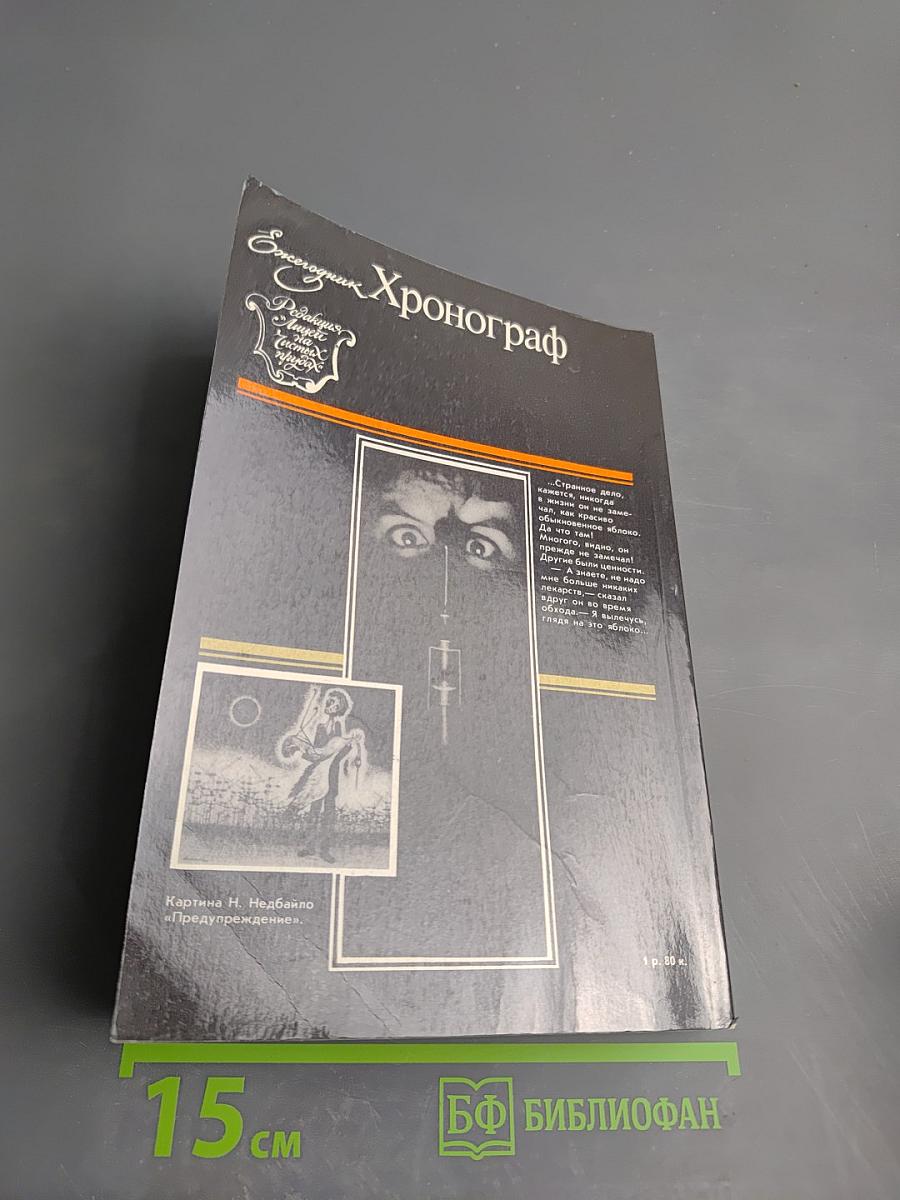 Ежегодник
Хронограф
Редакция
"Лицей
на
Чистых
прудах"
...Странное дело,
кажется, никогда
в жизни он не заме-
чал, как красиво
обыкновенное яблоко.
Да что там!
Многого, видно, он
прежде не замечал!
Другие были ценности.
— А знаете, не надо
мне больше никаких
лекарств,— сказал
вдруг он во время
обхода.— Я вылечусь,
глядя на это яблоко...
Картина Н. Недбайло
«Предупреждение».
1 р. 80 к.
15 см
БФ БИБЛИОФАН